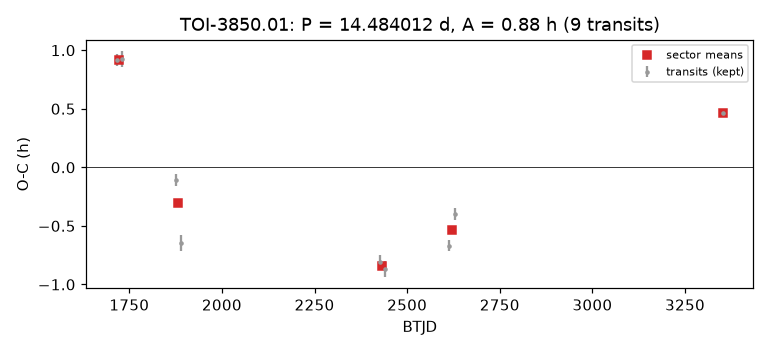 TOI-3850.01: P = 14.484012 d, A = 0.88 h (9 transits)
sector means
transits (kept)
1.0
0.5
0.0
−0.5
−1.0
O-C (h)
1750 2000 2250 2500 2750 3000 3250
BTJD